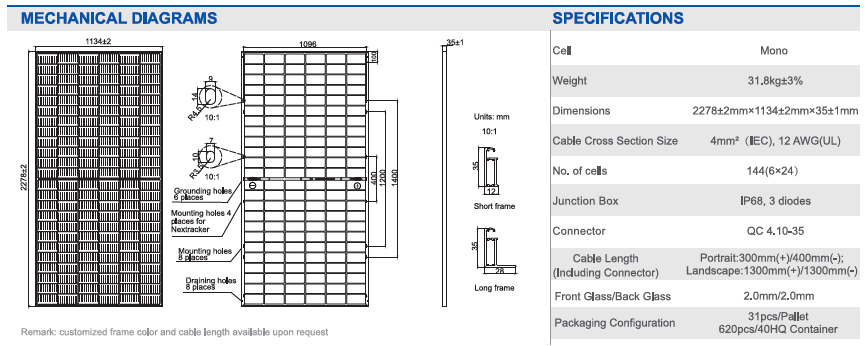 MECHANICAL DIAGRAMS
1134±2
2278±2
1096
100
9
14
R4.5
10:1
7
10
R3.5
10:1
Grounding holes
6 places
Mounting holes 4
places for
Nextracker
Mounting holes
8 places
Draining holes
8 places
400
1200
1400
35±1
Units: mm
10:1
35
12
Short frame
35
28
Long frame
Remark: customized frame color and cable length available upon request
SPECIFICATIONS
Cell Mono
Weight 31.8kg±3%
Dimensions 2278±2mm×1134±2mm×35±1mm
Cable Cross Section Size 4mm² (IEC), 12 AWG(UL)
No. of cells 144(6×24)
Junction Box IP68, 3 diodes
Connector QC 4.10-35
Cable Length Portrait:300mm(+)/400mm(-);
(Including Connector) Landscape:1300mm(+)/1300mm(-)
Front Glass/Back Glass 2.0mm/2.0mm
Packaging Configuration 31pcs/Pallet
620pcs/40HQ Container